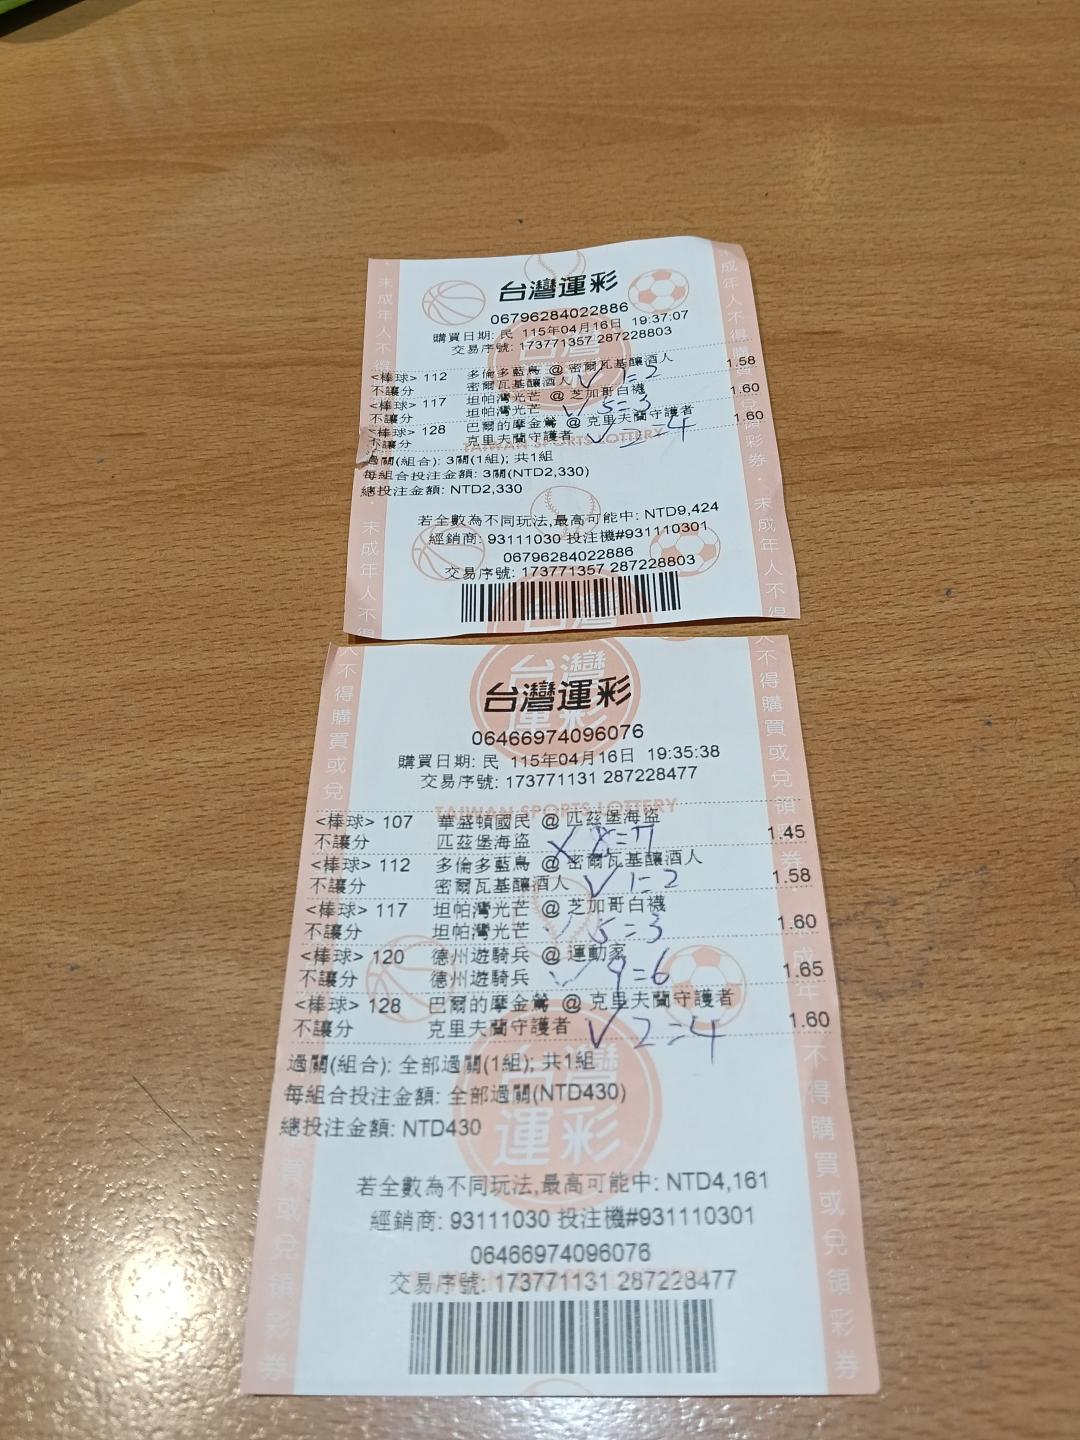 台灣運彩
06796284022886
購買日期: 民 115年04月16日 19:37:07
交易序號: 173771357 287228803
<棒球> 112 多倫多藍鳥 @ 密爾瓦基釀酒人 1.58
不讓分 密爾瓦基釀酒人 ✓ 1=2
<棒球> 117 坦帕灣光芒 @ 芝加哥白襪 1.60
不讓分 坦帕灣光芒 ✓ 5=3
<棒球> 128 巴爾的摩金鶯 @ 克里夫蘭守護者 1.60
不讓分 克里夫蘭守護者 ✓ 2=4
TAIWAN SPORTS LOTTERY
過關(組合): 3關(1組); 共1組
每組合投注金額: 3關(NTD2,330)
總投注金額: NTD2,330
若全數為不同玩法,最高可能中: NTD9,424
經銷商: 93111030 投注機#931110301
06796284022886
交易序號: 173771357 287228803
台灣運彩
06466974096076
購買日期: 民 115年04月16日 19:35:38
交易序號: 173771131 287228477
TAIWAN SPORTS LOTTERY
<棒球> 107 華盛頓國民 @ 匹茲堡海盜 1.45
不讓分 匹茲堡海盜
<棒球> 112 多倫多藍鳥 @ 密爾瓦基釀酒人 1.58
不讓分 密爾瓦基釀酒人 ✓ 1=2
<棒球> 117 坦帕灣光芒 @ 芝加哥白襪 1.60
不讓分 坦帕灣光芒 ✓ 5=3
<棒球> 120 德州遊騎兵 @ 運動家 1.65
不讓分 德州遊騎兵 ✓ 9=6
<棒球> 128 巴爾的摩金鶯 @ 克里夫蘭守護者 1.60
不讓分 克里夫蘭守護者 ✓ 2=4
過關(組合): 全部過關(1組); 共1組
每組合投注金額: 全部過關(NTD430)
總投注金額: NTD430
若全數為不同玩法,最高可能中: NTD4,161
經銷商: 93111030 投注機#931110301
06466974096076
交易序號: 173771131 287228477